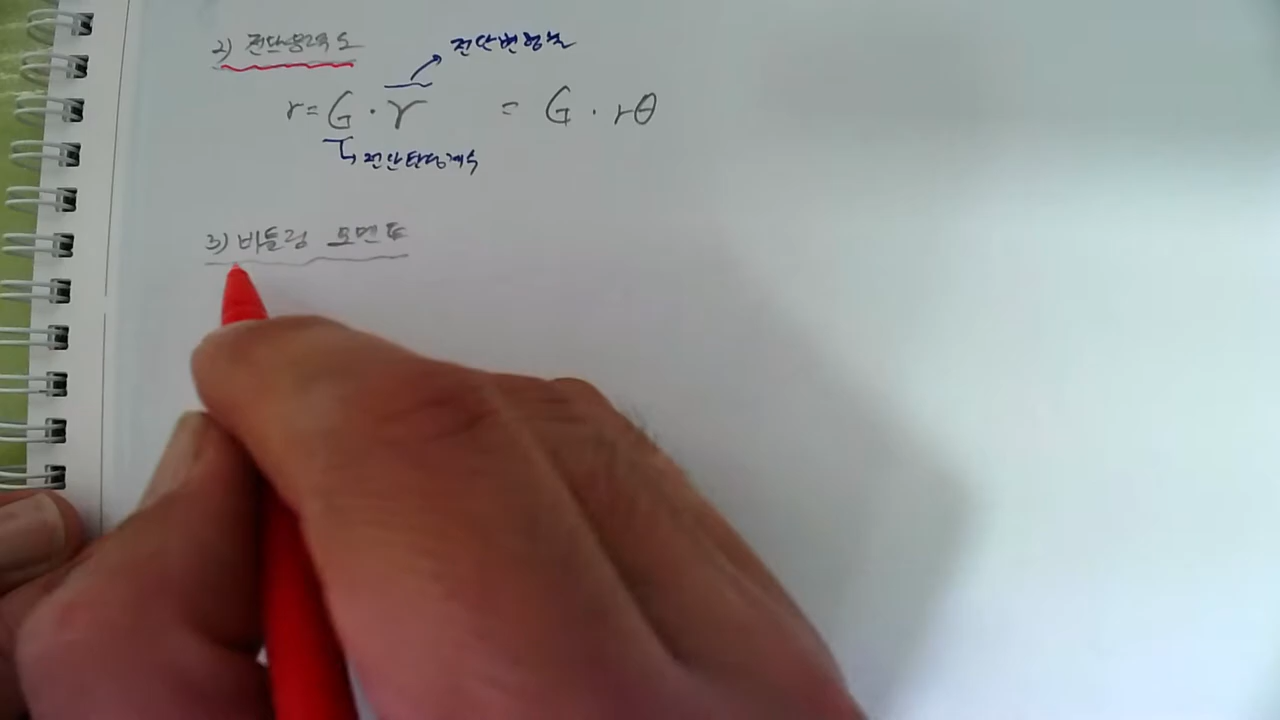 2) 전단응력도
전단변형률
r = G · γ = G · rθ
전단탄성계수
3) 비틀림 모멘트